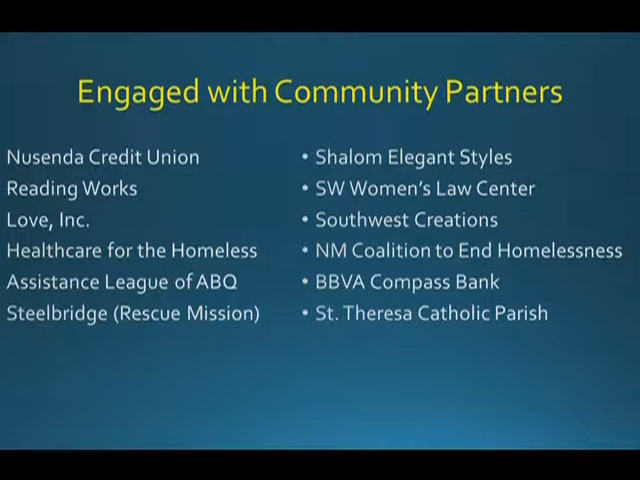 Engaged with Community Partners
Nusenda Credit Union
Reading Works
Love, Inc.
Healthcare for the Homeless
Assistance League of ABQ
Steelbridge (Rescue Mission)
• Shalom Elegant Styles
• SW Women's Law Center
• Southwest Creations
• NM Coalition to End Homelessness
• BBVA Compass Bank
• St. Theresa Catholic Parish